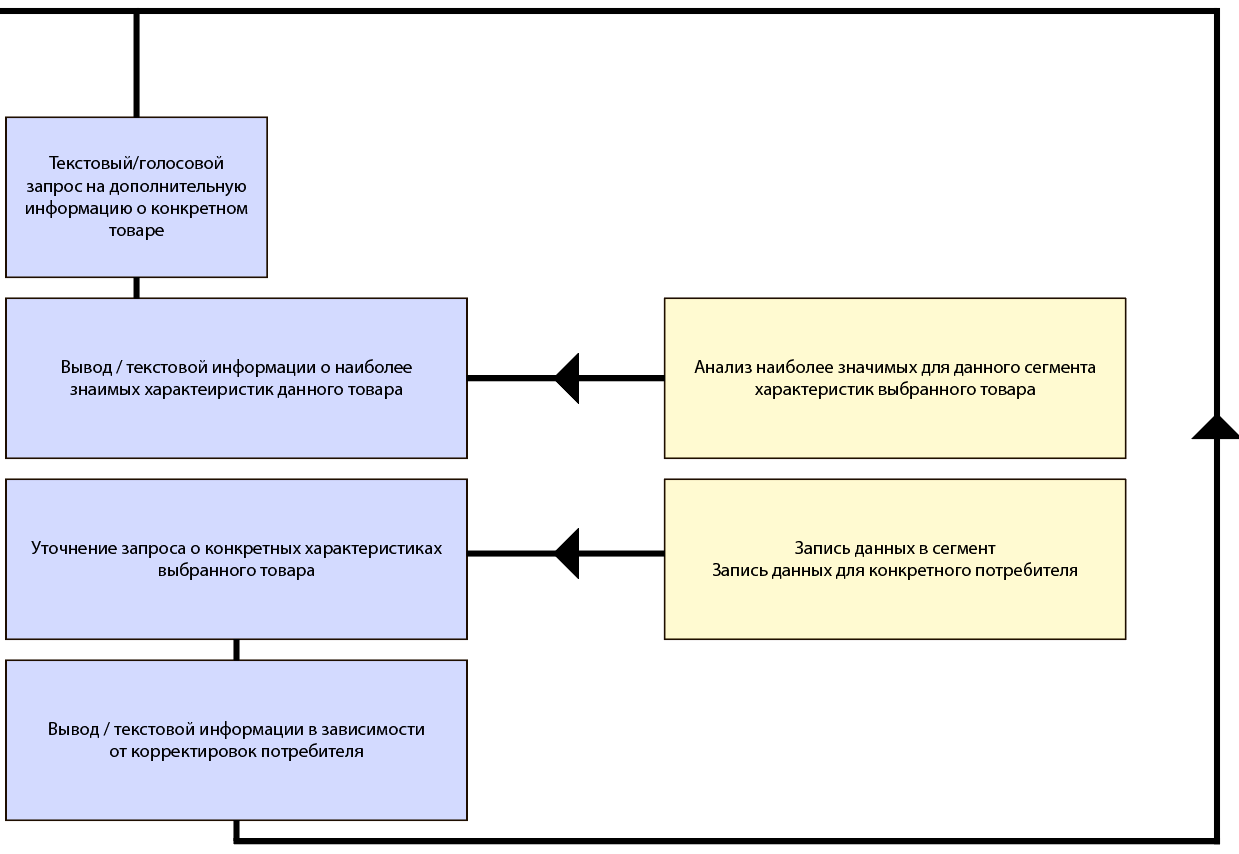 Текстовый/голосовой
запрос на дополнительную
информацию о конкретном
товаре
Вывод / текстовой информации о наиболее
знаимых характеиристик данного товара
Анализ наиболее значимых для данного сегмента
характеристик выбранного товара
Уточнение запроса о конкретных характеристиках
выбранного товара
Запись данных в сегмент
Запись данных для конкретного потребителя
Вывод / текстовой информации в зависимости
от корректировок потребителя